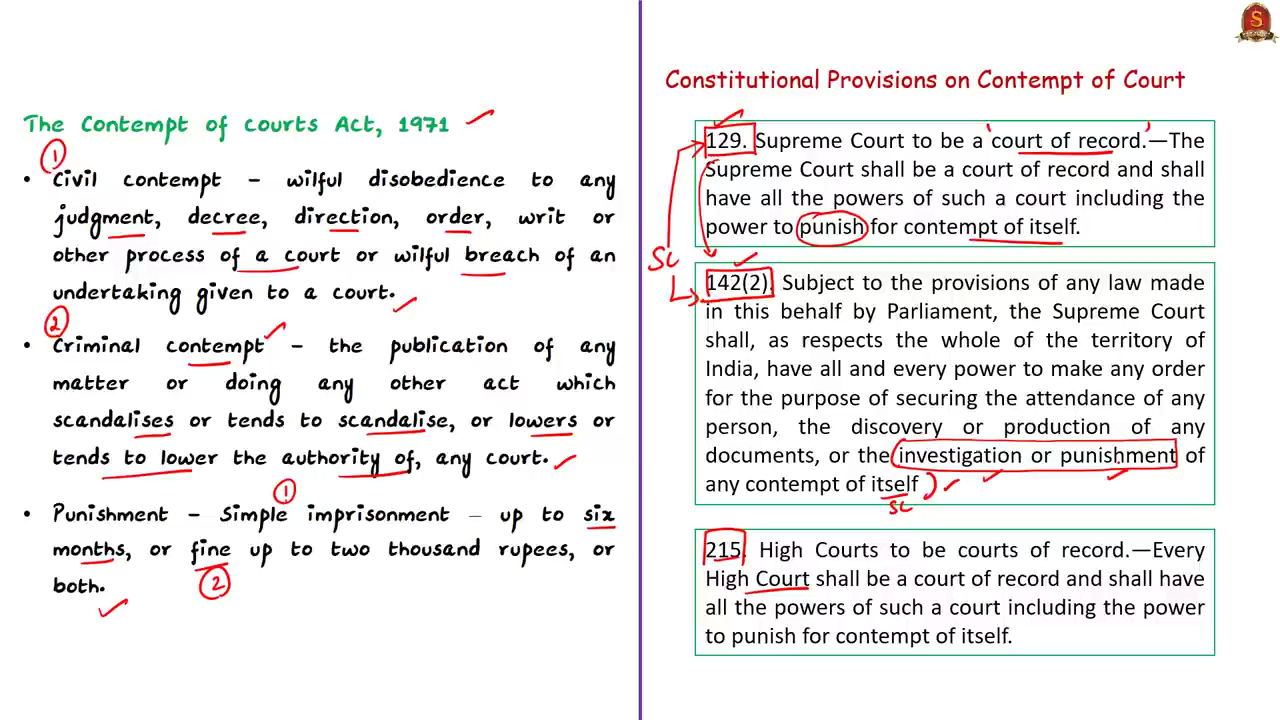 The Contempt of Courts Act, 1971
1
• Civil contempt – wilful disobedience to any
judgment, decree, direction, order, writ or
other process of a court or wilful breach of an
undertaking given to a court.
2
• Criminal contempt – the publication of any
matter or doing any other act which
scandalises or tends to scandalise, or lowers or
tends to lower the authority of, any court.
1
• Punishment – Simple imprisonment – up to six
months, or fine up to two thousand rupees, or
2
both.
S
Constitutional Provisions on Contempt of Court
129. Supreme Court to be a 'court of record.'—The
Supreme Court shall be a court of record and shall
have all the powers of such a court including the
power to punish for contempt of itself.
SC
142(2). Subject to the provisions of any law made
in this behalf by Parliament, the Supreme Court
shall, as respects the whole of the territory of
India, have all and every power to make any order
for the purpose of securing the attendance of any
person, the discovery or production of any
documents, or the investigation or punishment of
any contempt of itself
SC
215. High Courts to be courts of record.—Every
High Court shall be a court of record and shall have
all the powers of such a court including the power
to punish for contempt of itself.